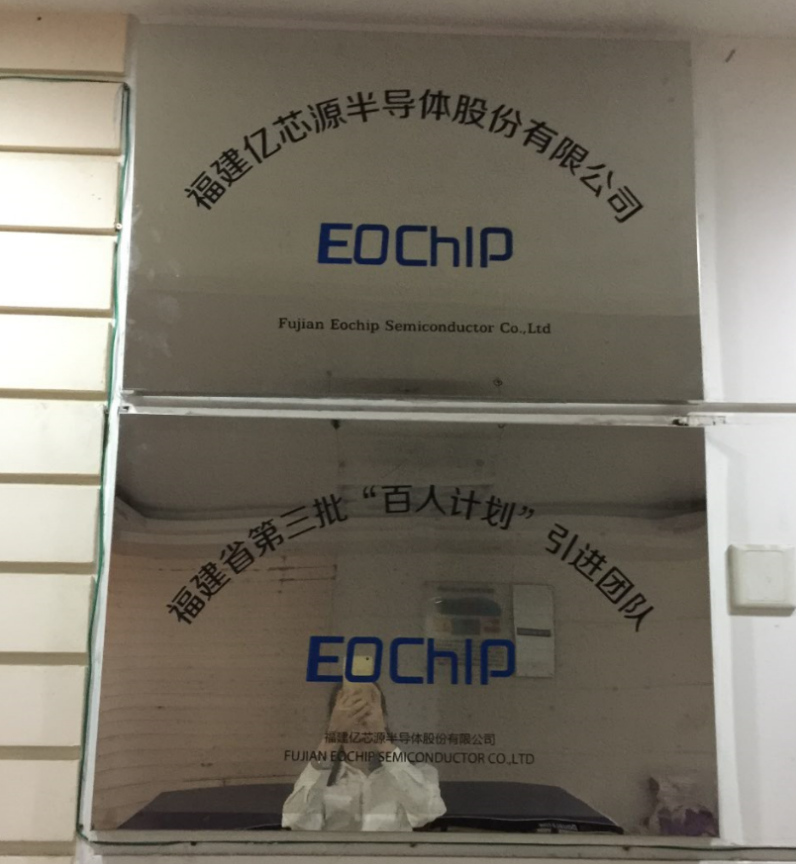 福建亿芯源半导体股份有限公司
EOChIP
Fujian Eochip Semiconductor Co.,Ltd
福建省第三批“百人计划”引进团队
EOChIP
福建亿芯源半导体股份有限公司
FUJIAN EOCHIP SEMICONDUCTOR CO.,LTD